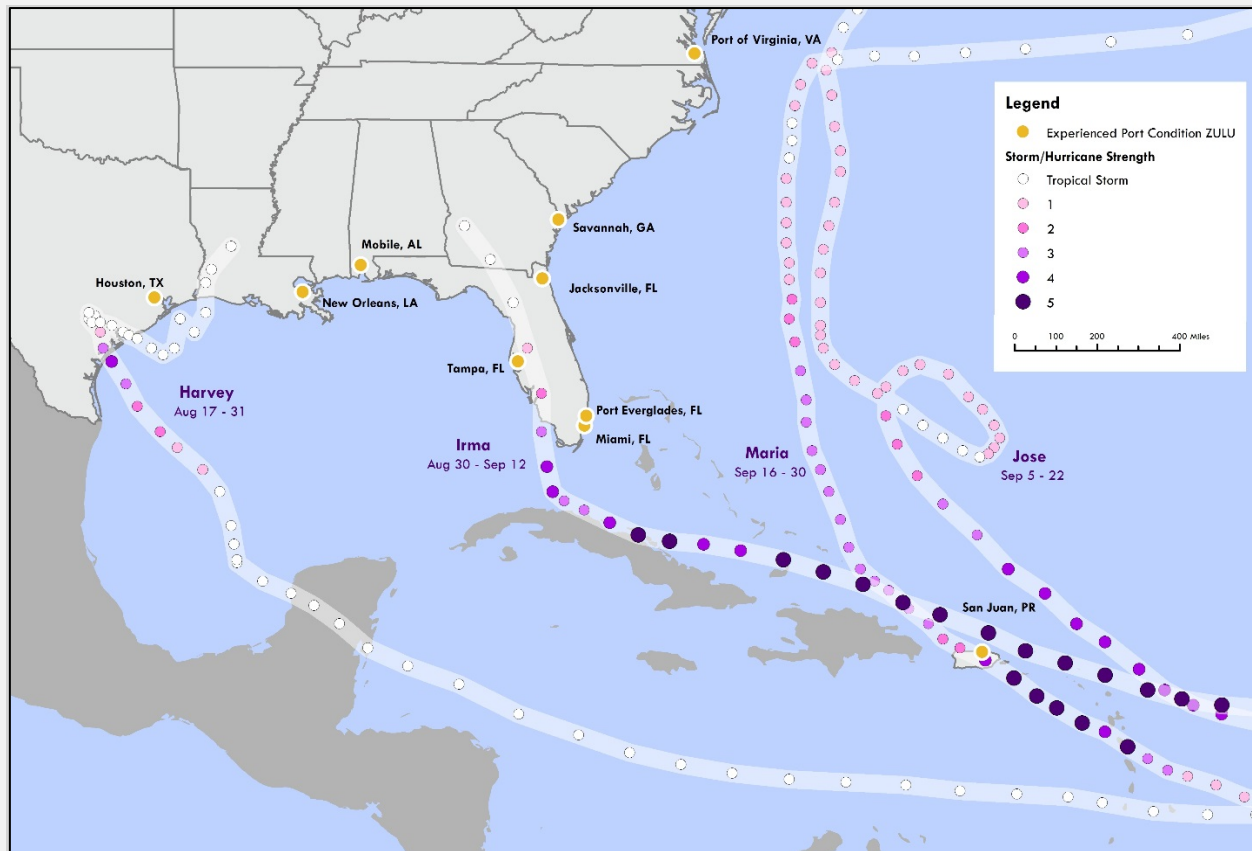 Port of Virginia, VA
Legend
Experienced Port Condition ZULU
Storm/Hurricane Strength
Tropical Storm
1
2
3
4
5
0 100 200 400 Miles
Savannah, GA
Mobile, AL
Jacksonville, FL
Houston, TX
New Orleans, LA
Tampa, FL
Harvey
Aug 17 - 31
Port Everglades, FL
Miami, FL
Irma
Aug 30 - Sep 12
Maria
Sep 16 - 30
Jose
Sep 5 - 22
San Juan, PR